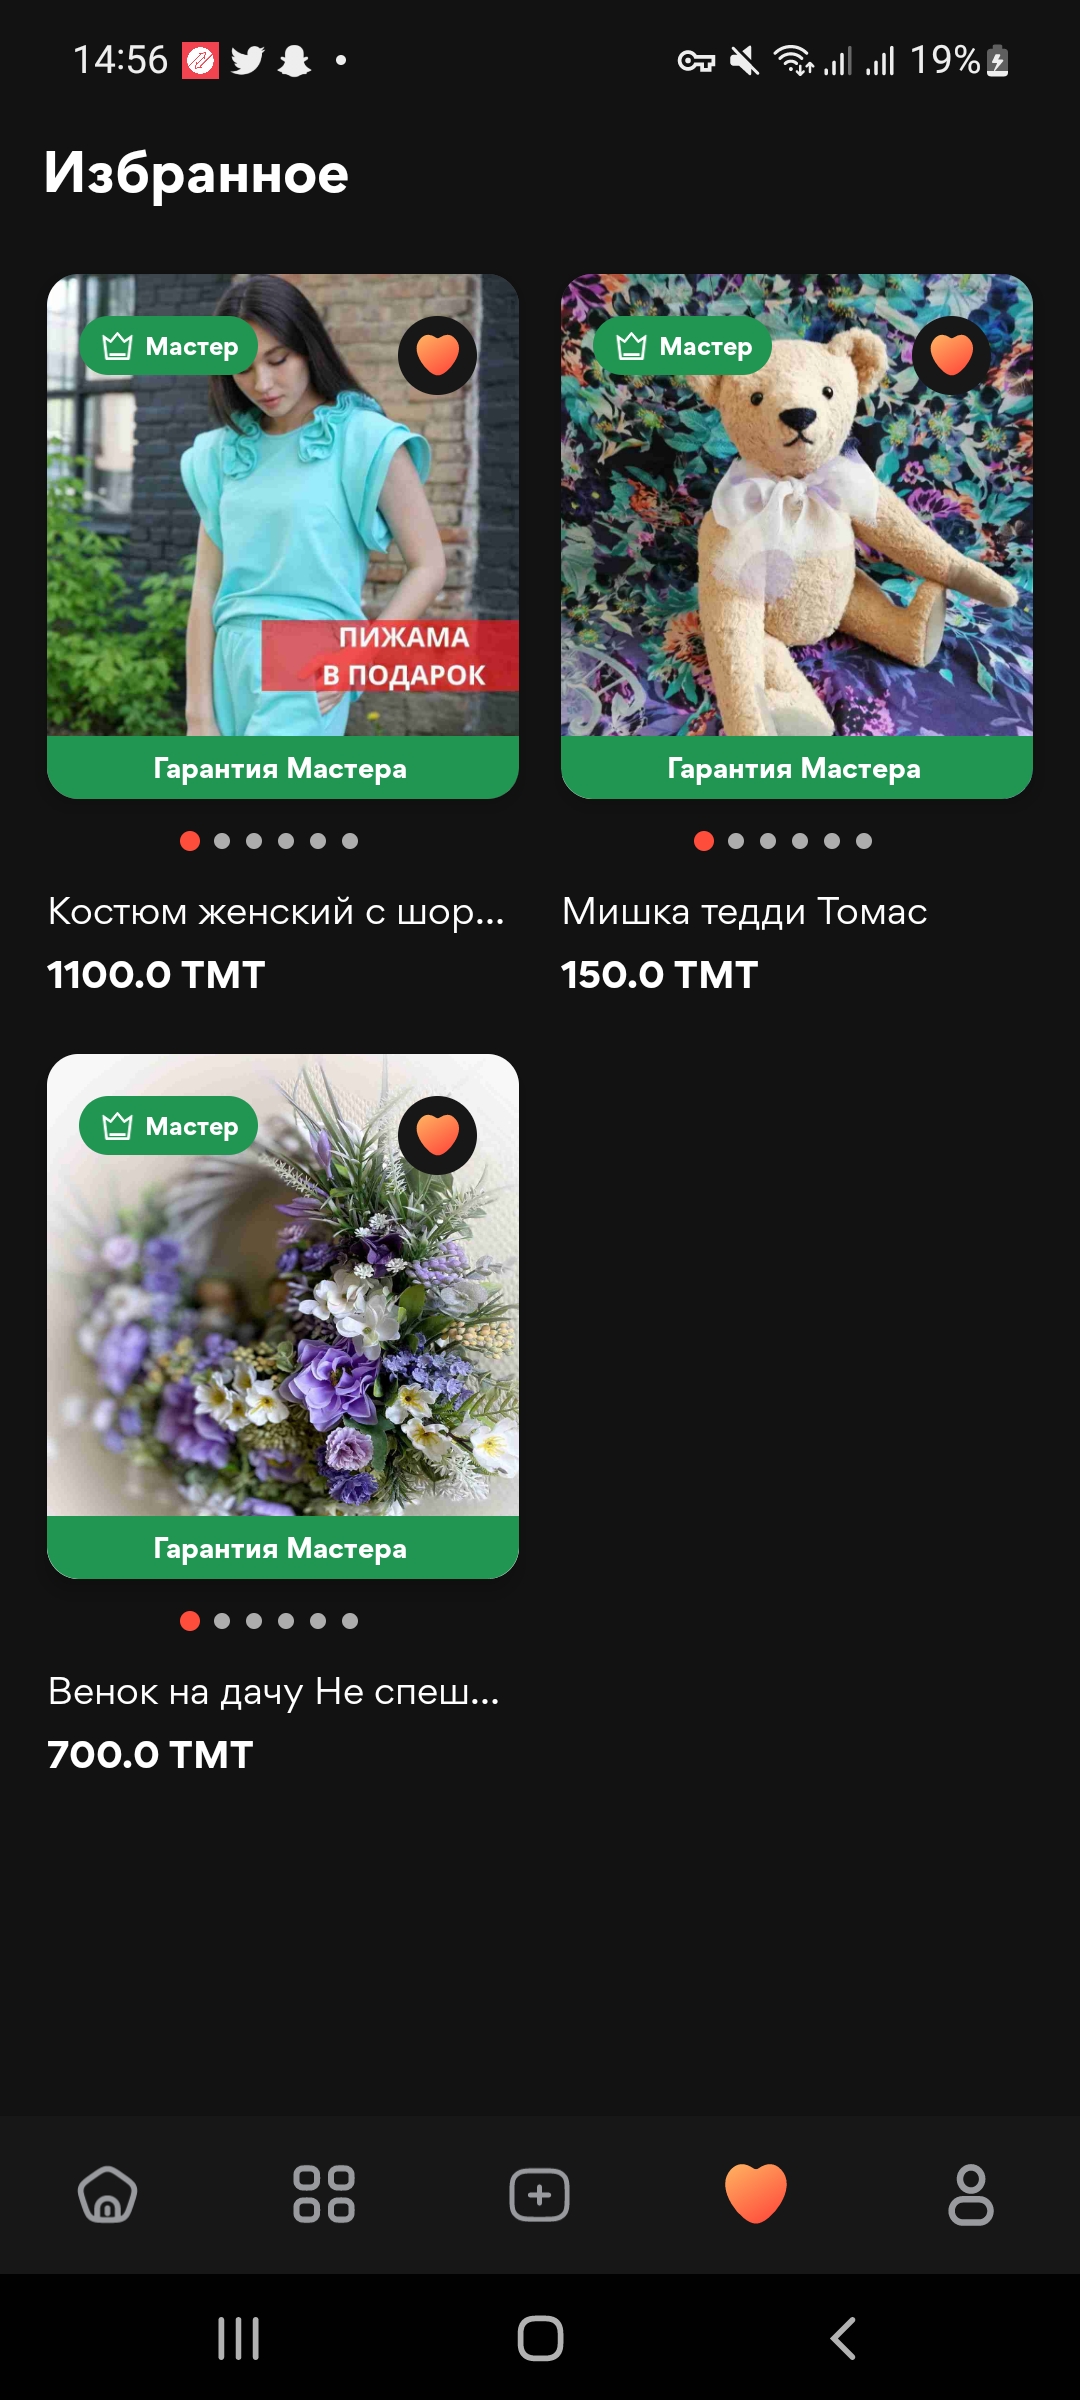 14:56 19%
Избранное
Мастер
Мастер
ПИЖАМА
В ПОДАРОК
Гарантия Мастера
Гарантия Мастера
Костюм женский с шор...
1100.0 TMT
Мишка тедди Томас
150.0 TMT
Мастер
Гарантия Мастера
Венок на дачу Не спеш...
700.0 TMT